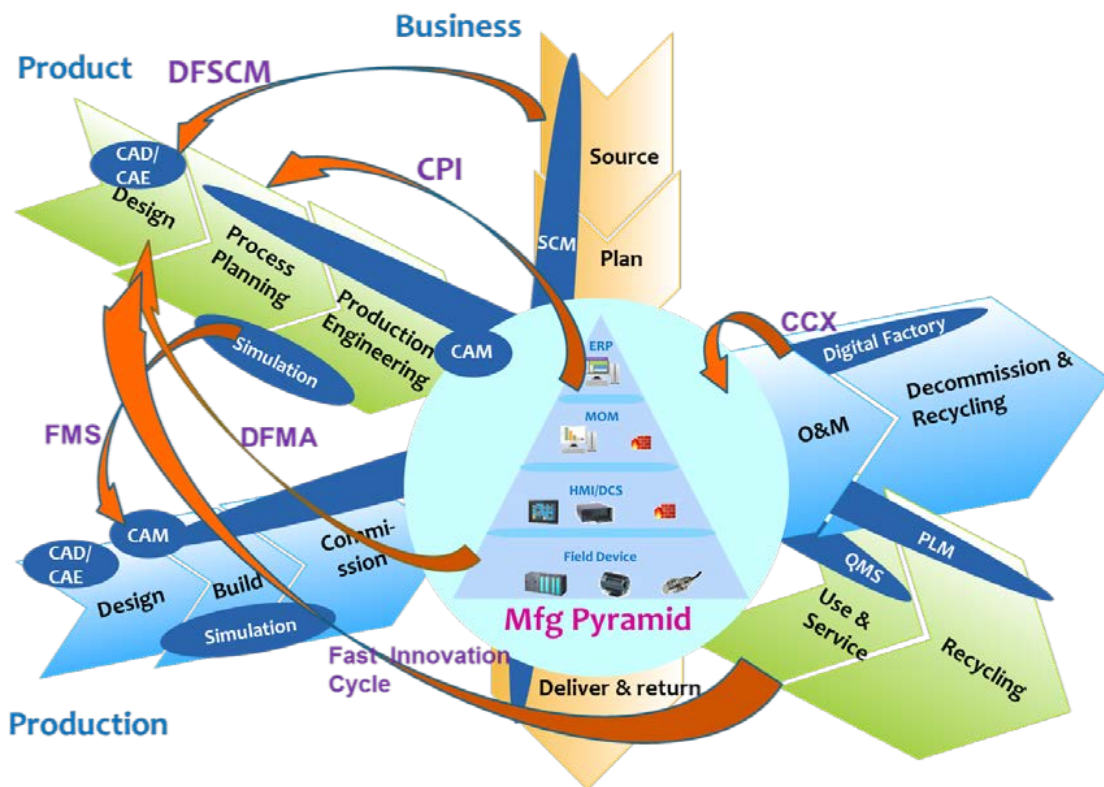 Business
Product
DFSCM
CAD/
CAE
Design
Source
CPI
SCM
Plan
Process
Planning
Production
Engineering
CAM
Simulation
ERP
MOM
HMI/DCS
Field Device
Mfg Pyramid
CCX
Digital Factory
Decommission &
Recycling
O&M
FMS
DFMA
CAM
CAD/
CAE
Design
Build
Commi-
ssion
Simulation
PLM
QMS
Use &
Service
Recycling
Fast Innovation
Cycle
Deliver & return
Production